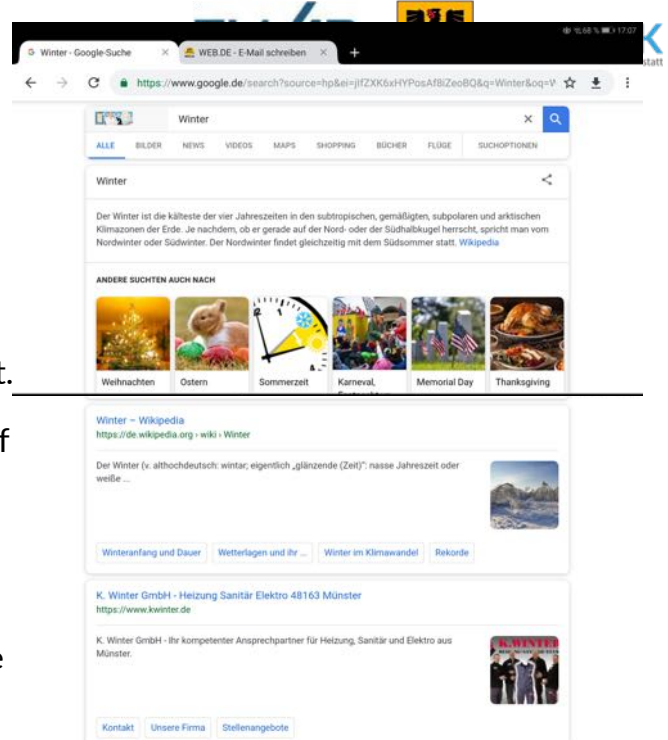 68 % 17:07
Winter - Google-Suche × WEB.DE - E-Mail schreiben × +
statt
https://www.google.de/search?source=hp&ei=jIfZXK6xHYPosAf8iZeoBQ&q=Winter&oq=W
Winter
ALLE BILDER NEWS VIDEOS MAPS SHOPPING BÜCHER FLÜGE SUCHOPTIONEN
Winter
Der Winter ist die kälteste der vier Jahreszeiten in den subtropischen, gemäßigten, subpolaren und arktischen
Klimazonen der Erde. Je nachdem, ob er gerade auf der Nord- oder der Südhalbkugel herrscht, spricht man vom
Nordwinter oder Südwinter. Der Nordwinter findet gleichzeitig mit dem Südsommer statt. Wikipedia
ANDERE SUCHTEN AUCH NACH
t.
Weihnachten Ostern Sommerzeit Karneval, Memorial Day Thanksgiving
Winter – Wikipedia
https://de.wikipedia.org › wiki › Winter
f
Der Winter (v. althochdeutsch: wintar; eigentlich „glänzende (Zeit)“: nasse Jahreszeit oder
weiße ...
Winteranfang und Dauer Wetterlagen und ihr ... Winter im Klimawandel Rekorde
K. Winter GmbH - Heizung Sanitär Elektro 48163 Münster
https://www.kwinter.de
K. Winter GmbH - Ihr kompetenter Ansprechpartner für Heizung, Sanitär und Elektro aus
Münster.
e
K.WINTER
Kontakt Unsere Firma Stellenangebote